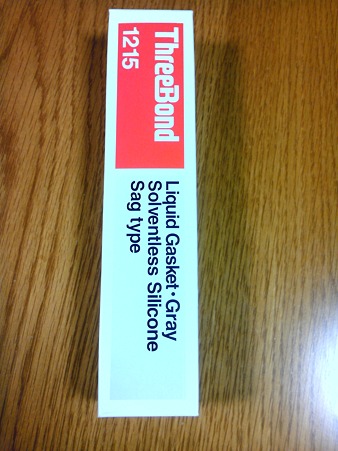 ThreeBond
1215
Liquid Gasket・Gray
Solventless Silicone
Sag type